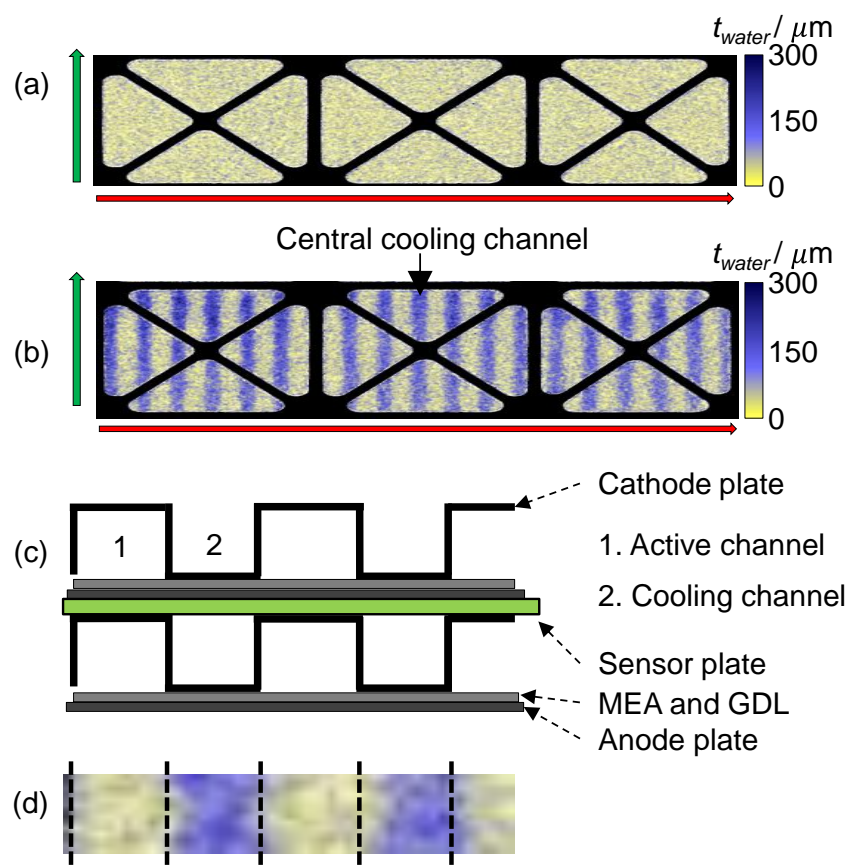 t_water / μm
300
(a)
150
0
Central cooling channel
t_water / μm
300
(b)
150
0
Cathode plate
(c)
1
2
1. Active channel
2. Cooling channel
Sensor plate
MEA and GDL
Anode plate
(d)